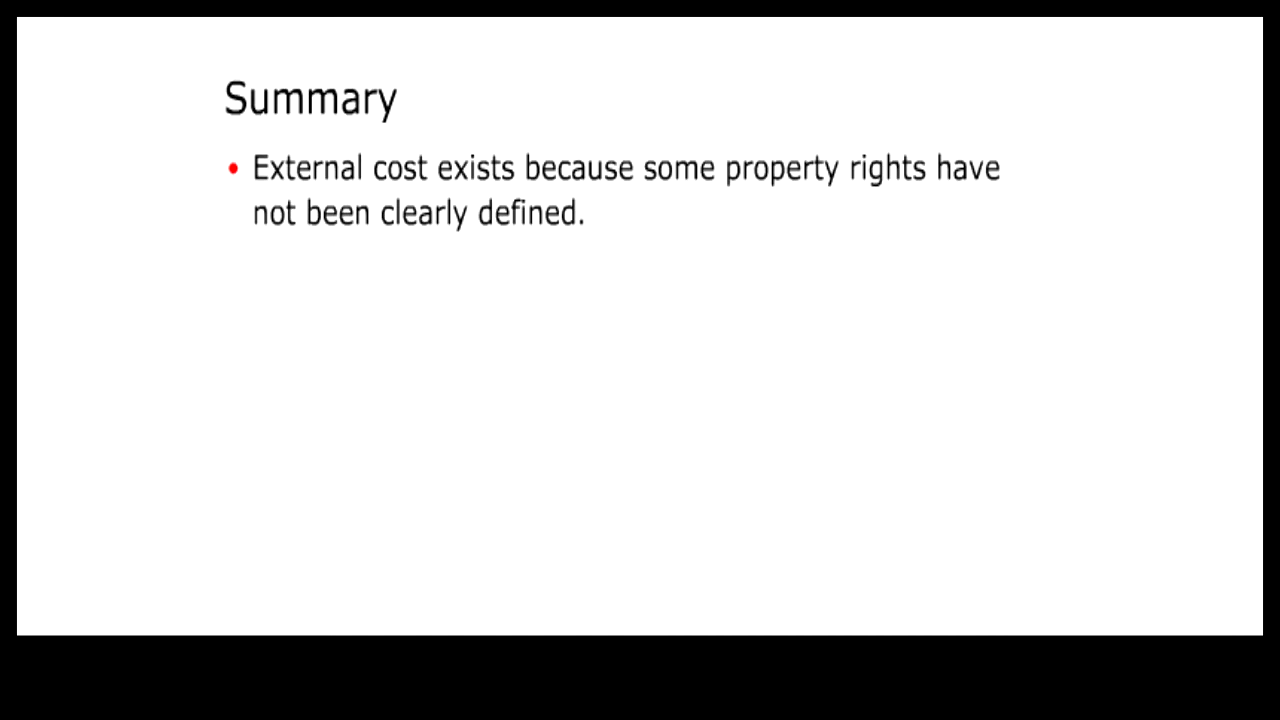 Summary
• External cost exists because some property rights have
not been clearly defined.